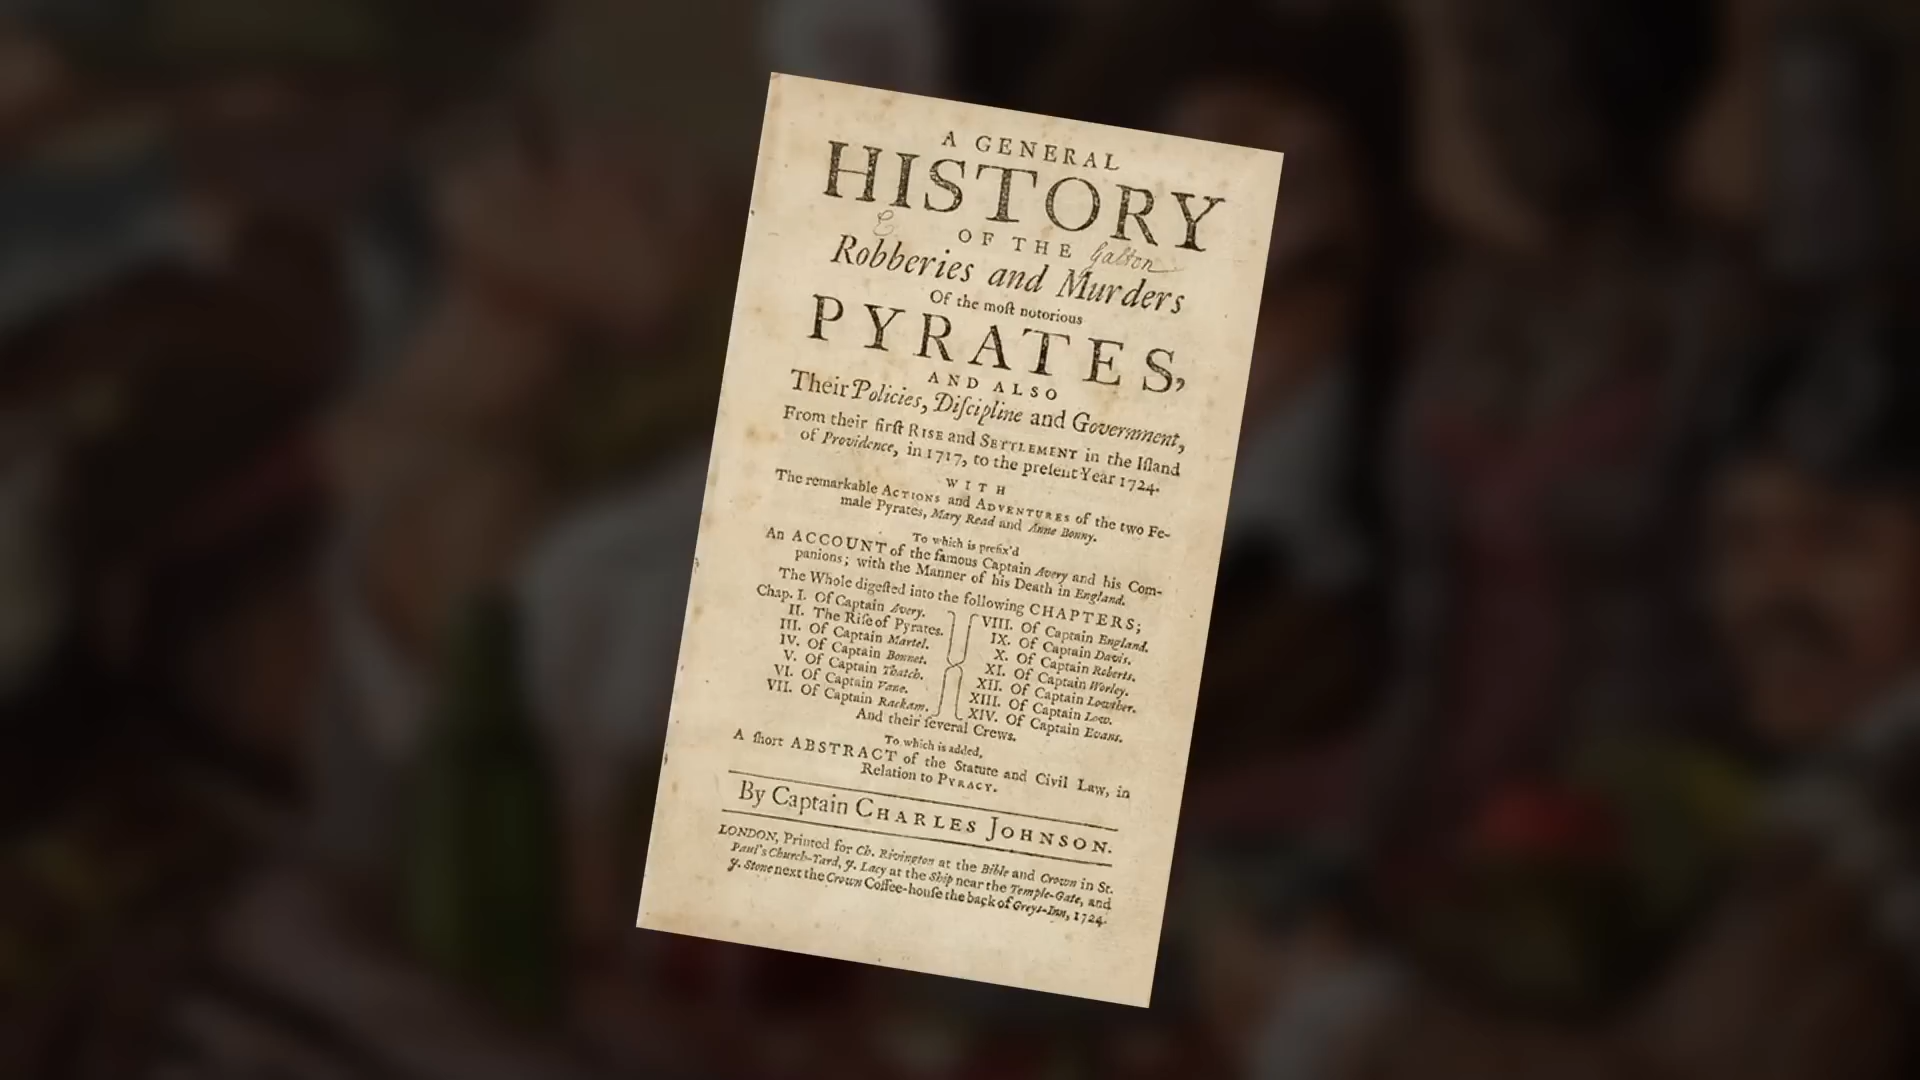 A GENERAL
HISTORY
OF THE
Galton
Robberies and Murders
Of the moſt notorious
PYRATES,
AND ALSO
Their Policies, Diſcipline and Government,
From their firſt RISE and SETTLEMENT in the Iſland
of Providence, in 1717, to the preſent Year 1724.
WITH
The remarkable ACTIONS and ADVENTURES of the two Fe-
male Pyrates, Mary Read and Anne Bonny.
To which is prefix'd
An ACCOUNT of the famous Captain Avery and his Com-
panions; with the Manner of his Death in England.
The Whole digeſted into the following CHAPTERS;
Chap. I. Of Captain Avery.
II. The Riſe of Pyrates.
III. Of Captain Martel.
IV. Of Captain Bonnet.
V. Of Captain Thatch.
VI. Of Captain Vane.
VII. Of Captain Rackam.
VIII. Of Captain England.
IX. Of Captain Davis.
X. Of Captain Roberts.
XI. Of Captain Worley.
XII. Of Captain Lowther.
XIII. Of Captain Low.
XIV. Of Captain Evans.
And their ſeveral Crews.
To which is added,
A ſhort ABSTRACT of the Statute and Civil Law, in
Relation to PYRACY.
By Captain CHARLES JOHNSON.
LONDON, Printed for Ch. Rivington at the Bible and Crown in St.
Paul's Church-Yard, J. Lacy at the Ship near the Temple-Gate, and
J. Stone next the Crown Coffee-houſe the back of Greys-Inn, 1724.